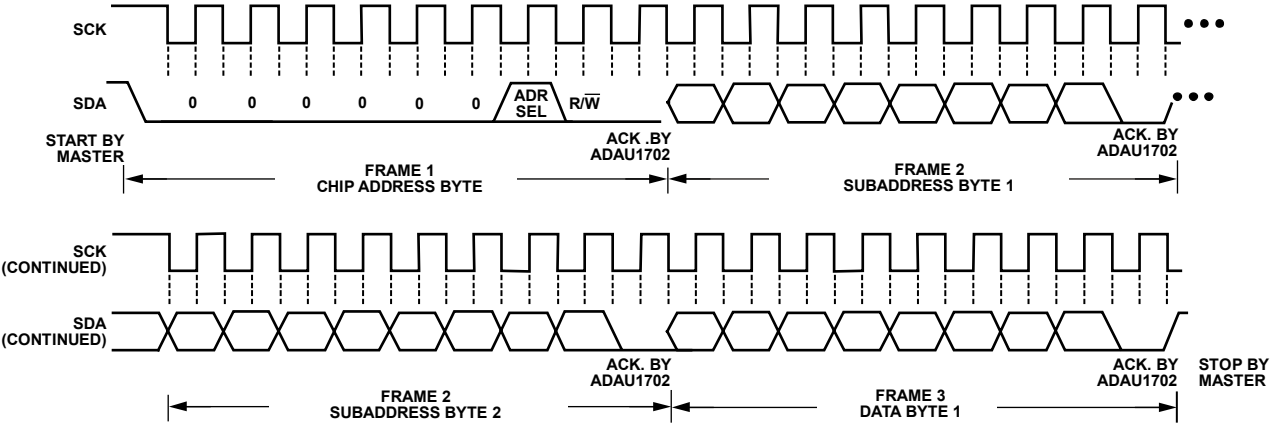 SCK
SDA
0 0 0 0 0 0 ADR SEL R/W̅
START BY
MASTER
ACK .BY
ADAU1702
ACK. BY
ADAU1702
FRAME 1
CHIP ADDRESS BYTE
FRAME 2
SUBADDRESS BYTE 1
SCK
(CONTINUED)
SDA
(CONTINUED)
ACK. BY
ADAU1702
ACK. BY
ADAU1702
STOP BY
MASTER
FRAME 2
SUBADDRESS BYTE 2
FRAME 3
DATA BYTE 1